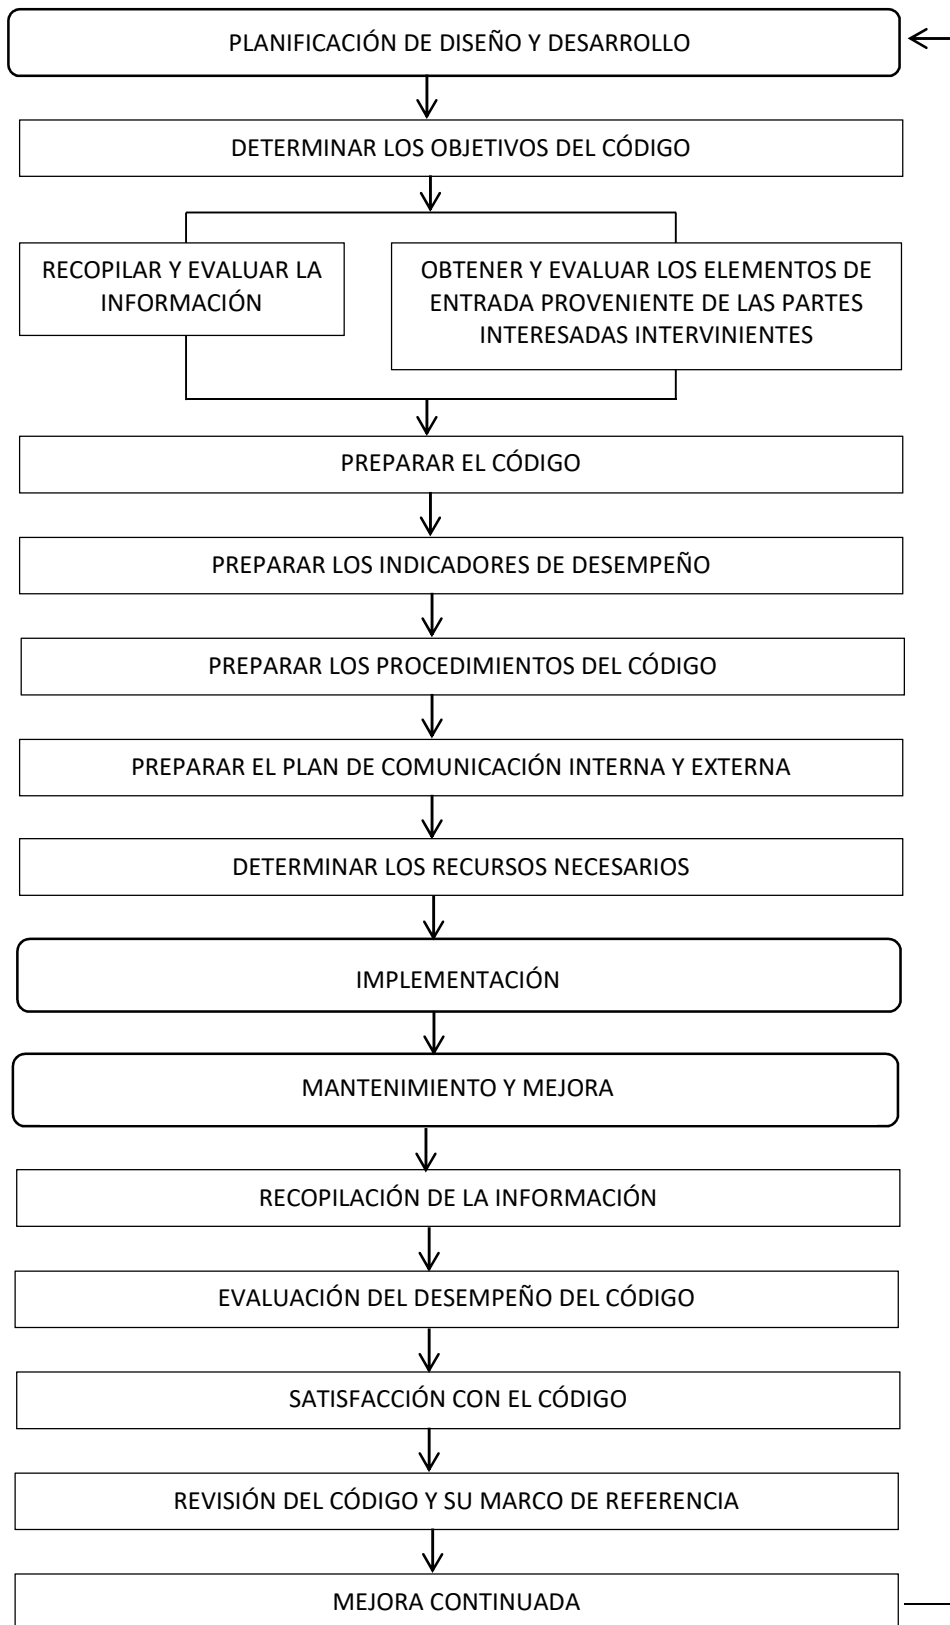 PLANIFICACIÓN DE DISEÑO Y DESARROLLO
DETERMINAR LOS OBJETIVOS DEL CÓDIGO
RECOPILAR Y EVALUAR LA
INFORMACIÓN
OBTENER Y EVALUAR LOS ELEMENTOS DE
ENTRADA PROVENIENTE DE LAS PARTES
INTERESADAS INTERVINIENTES
PREPARAR EL CÓDIGO
PREPARAR LOS INDICADORES DE DESEMPEÑO
PREPARAR LOS PROCEDIMIENTOS DEL CÓDIGO
PREPARAR EL PLAN DE COMUNICACIÓN INTERNA Y EXTERNA
DETERMINAR LOS RECURSOS NECESARIOS
IMPLEMENTACIÓN
MANTENIMIENTO Y MEJORA
RECOPILACIÓN DE LA INFORMACIÓN
EVALUACIÓN DEL DESEMPEÑO DEL CÓDIGO
SATISFACCIÓN CON EL CÓDIGO
REVISIÓN DEL CÓDIGO Y SU MARCO DE REFERENCIA
MEJORA CONTINUADA